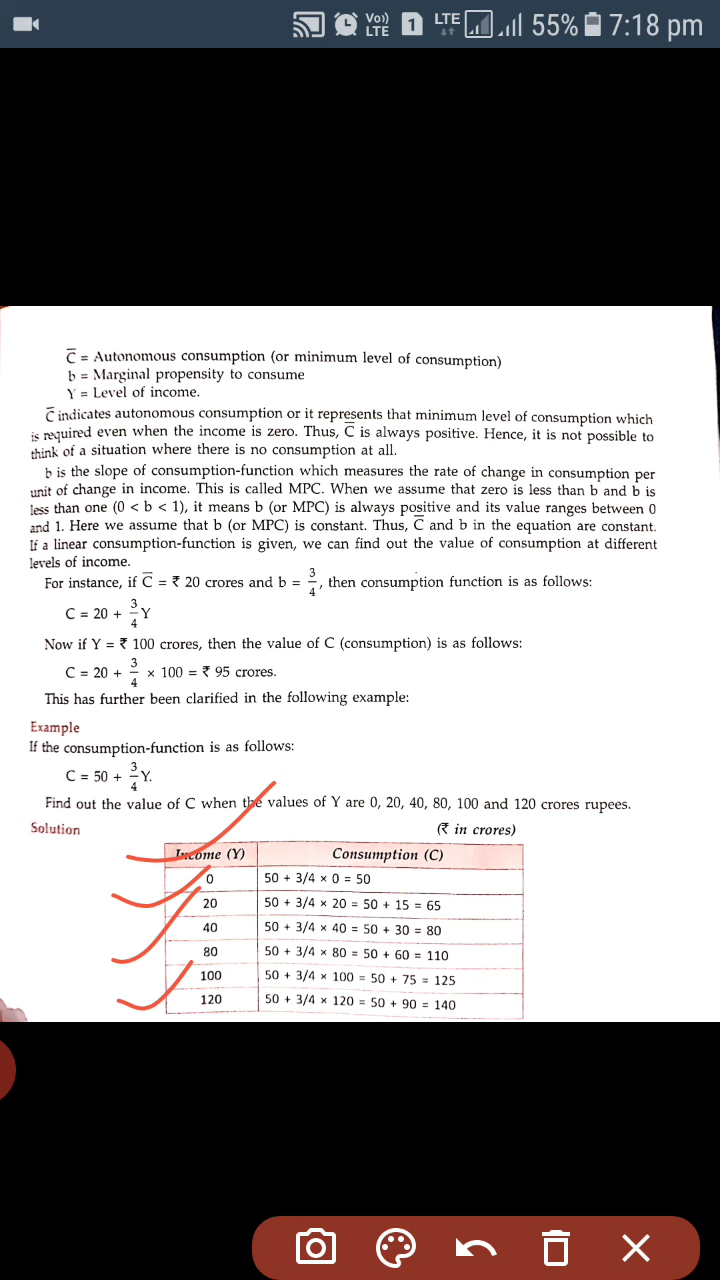 Vo)) LTE 1 LTE 55% 7:18 pm
C̅ = Autonomous consumption (or minimum level of consumption)
b = Marginal propensity to consume
Y = Level of income.
C̅ indicates autonomous consumption or it represents that minimum level of consumption which
is required even when the income is zero. Thus, C̅ is always positive. Hence, it is not possible to
think of a situation where there is no consumption at all.
b is the slope of consumption-function which measures the rate of change in consumption per
unit of change in income. This is called MPC. When we assume that zero is less than b and b is
less than one (0 < b < 1), it means b (or MPC) is always positive and its value ranges between 0
and 1. Here we assume that b (or MPC) is constant. Thus, C̅ and b in the equation are constant.
If a linear consumption-function is given, we can find out the value of consumption at different
levels of income.
For instance, if C̅ = ₹ 20 crores and b = 3/4, then consumption function is as follows:
C = 20 + 3/4 Y
Now if Y = ₹ 100 crores, then the value of C (consumption) is as follows:
C = 20 + 3/4 × 100 = ₹ 95 crores.
This has further been clarified in the following example:
Example
If the consumption-function is as follows:
C = 50 + 3/4 Y.
Find out the value of C when the values of Y are 0, 20, 40, 80, 100 and 120 crores rupees.
Solution (₹ in crores)
Income (Y) Consumption (C)
0 50 + 3/4 × 0 = 50
20 50 + 3/4 × 20 = 50 + 15 = 65
40 50 + 3/4 × 40 = 50 + 30 = 80
80 50 + 3/4 × 80 = 50 + 60 = 110
100 50 + 3/4 × 100 = 50 + 75 = 125
120 50 + 3/4 × 120 = 50 + 90 = 140